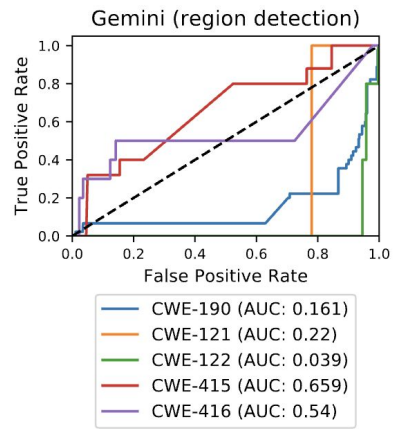 Gemini (region detection)
1.0
0.8
0.6
0.4
0.2
0.0
True Positive Rate
0.0 0.2 0.4 0.6 0.8 1.0
False Positive Rate
CWE-190 (AUC: 0.161)
CWE-121 (AUC: 0.22)
CWE-122 (AUC: 0.039)
CWE-415 (AUC: 0.659)
CWE-416 (AUC: 0.54)